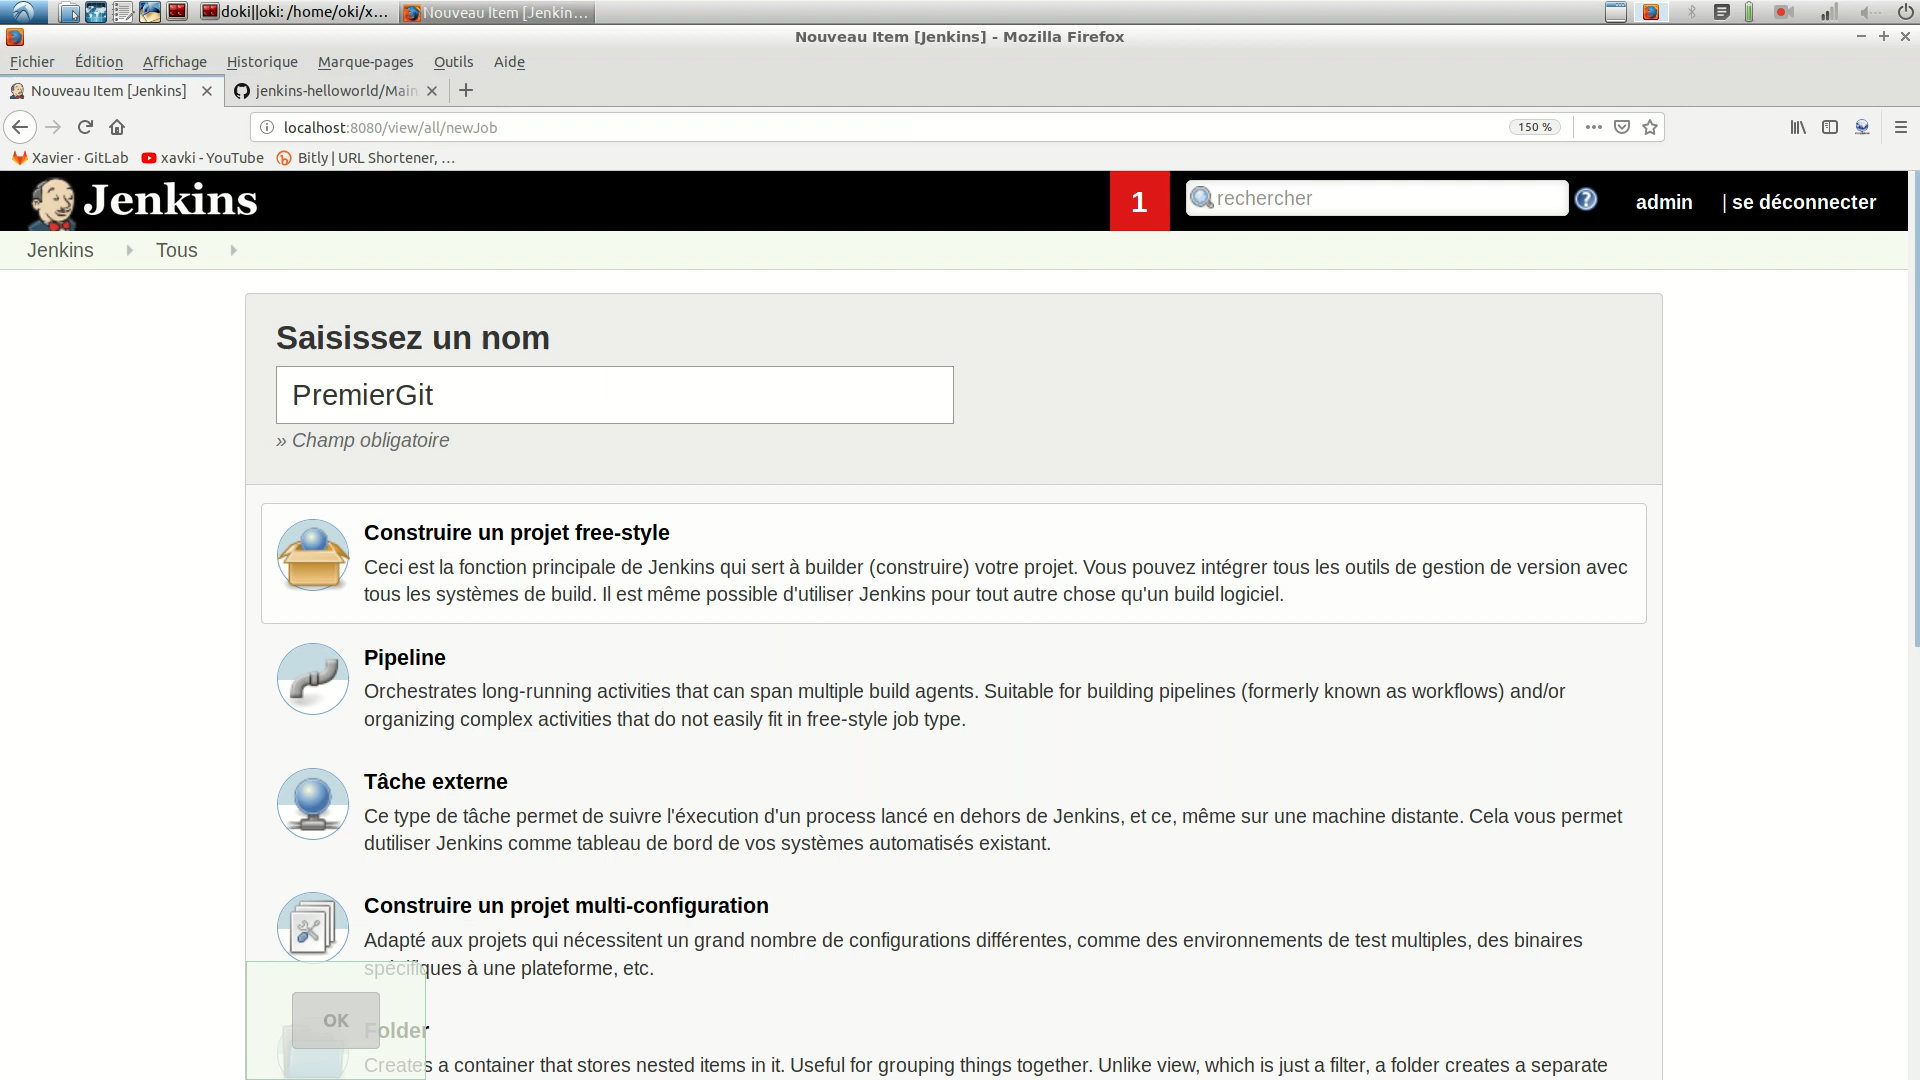 doki||oki: /home/oki/x...
Nouveau Item [Jenkin...
Nouveau Item [Jenkins] - Mozilla Firefox
Fichier Édition Affichage Historique Marque-pages Outils Aide
Nouveau Item [Jenkins]
jenkins-helloworld/Main
localhost:8080/view/all/newJob
150 %
Xavier · GitLab
xavki - YouTube
Bitly | URL Shortener, ...
Jenkins
1
rechercher
admin
| se déconnecter
Jenkins
Tous
Saisissez un nom
PremierGit
» Champ obligatoire
Construire un projet free-style
Ceci est la fonction principale de Jenkins qui sert à builder (construire) votre projet. Vous pouvez intégrer tous les outils de gestion de version avec
tous les systèmes de build. Il est même possible d'utiliser Jenkins pour tout autre chose qu'un build logiciel.
Pipeline
Orchestrates long-running activities that can span multiple build agents. Suitable for building pipelines (formerly known as workflows) and/or
organizing complex activities that do not easily fit in free-style job type.
Tâche externe
Ce type de tâche permet de suivre l'éxecution d'un process lancé en dehors de Jenkins, et ce, même sur une machine distante. Cela vous permet
dutiliser Jenkins comme tableau de bord de vos systèmes automatisés existant.
Construire un projet multi-configuration
Adapté aux projets qui nécessitent un grand nombre de configurations différentes, comme des environnements de test multiples, des binaires
spécifiques à une plateforme, etc.
OK
Folder
Creates a container that stores nested items in it. Useful for grouping things together. Unlike view, which is just a filter, a folder creates a separate